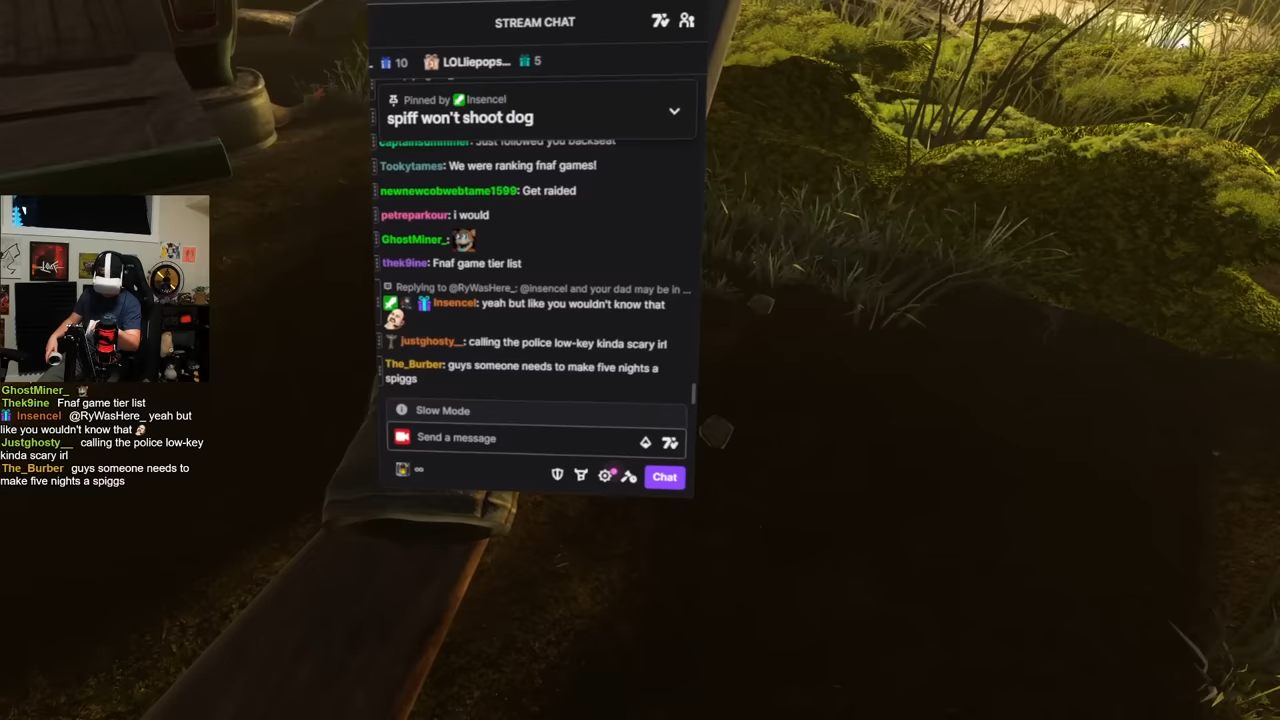 STREAM CHAT
10 LOLliepops... 5
Pinned by Insencel
spiff won't shoot dog
captainsummmer: Just followed you backseat
Tookytames: We were ranking fnaf games!
newnewcobwebtame1599: Get raided
petreparkour: i would
GhostMiner_:
thek9ine: Fnaf game tier list
Replying to @RyWasHere_: @Insencel and your dad may be in ...
Insencel: yeah but like you wouldn't know that
justghosty__: calling the police low-key kinda scary irl
The_Burber: guys someone needs to make five nights a
spiggs
Slow Mode
Send a message
Chat
GhostMiner_
Thek9ine Fnaf game tier list
Insencel @RyWasHere_ yeah but
like you wouldn't know that
Justghosty__ calling the police low-key
kinda scary irl
The_Burber guys someone needs to
make five nights a spiggs